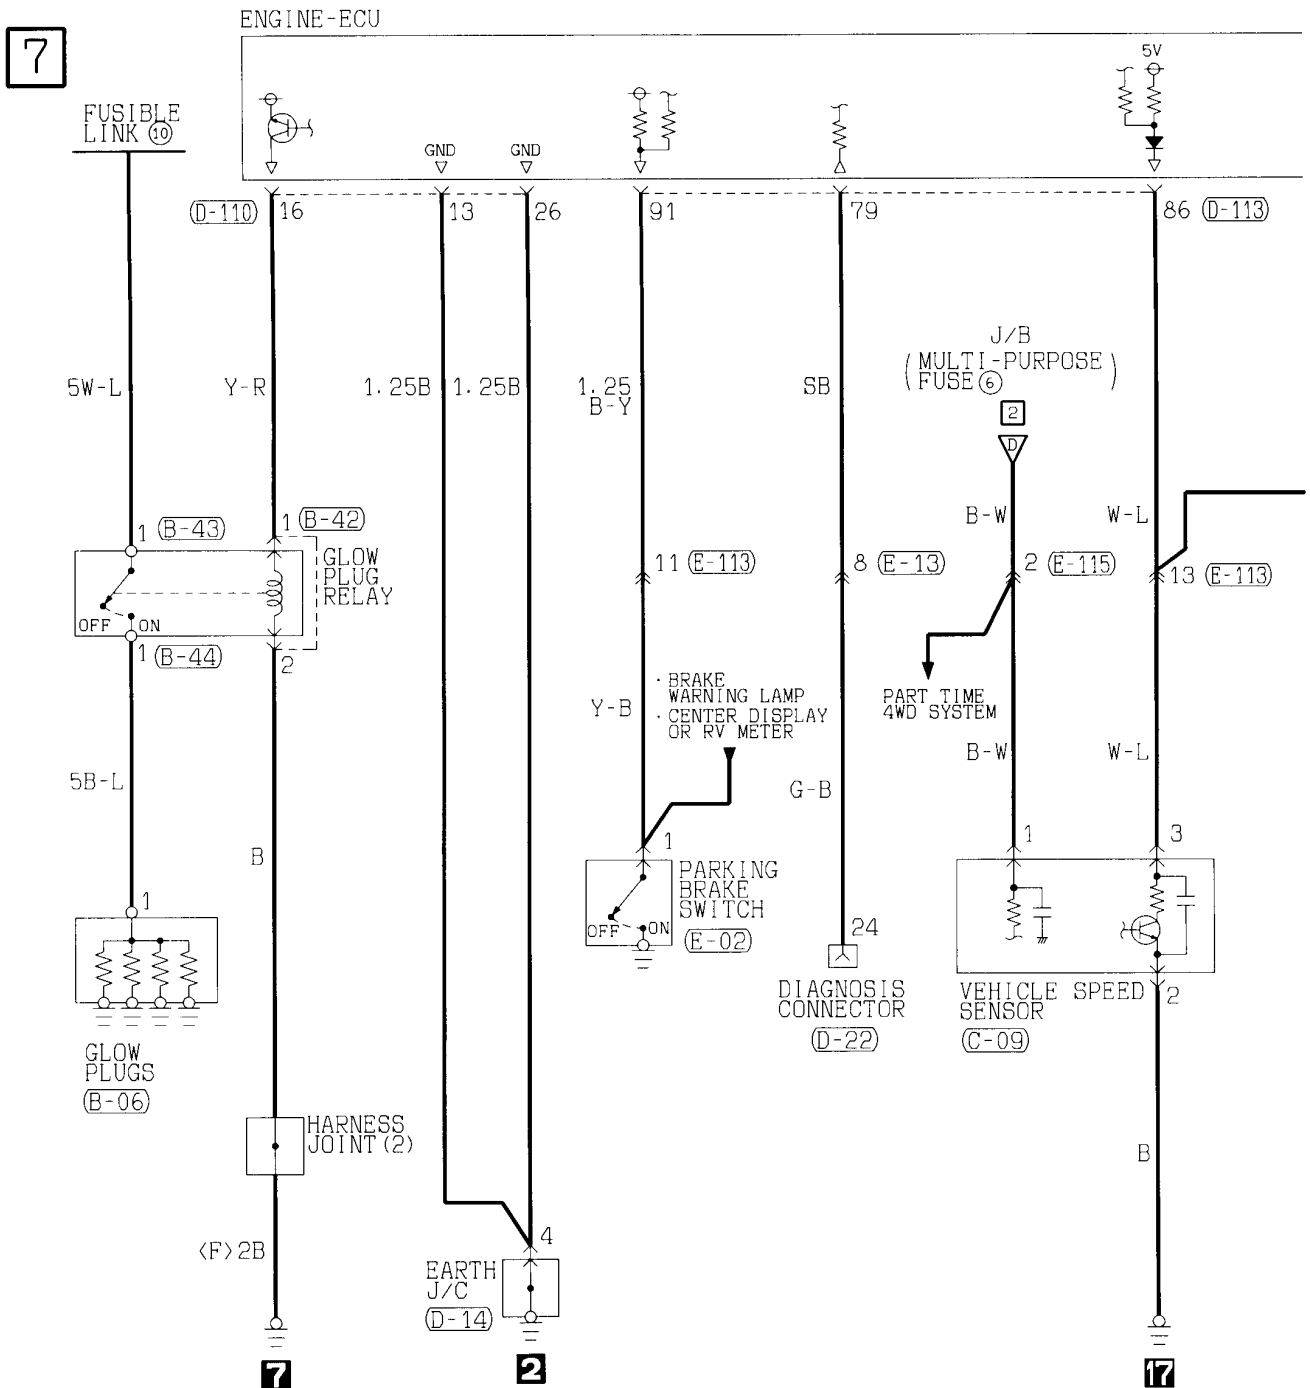 ENGINE-ECU
7
5V
FUSIBLE
LINK ⑩
GND
GND
(D-110)
16
13
26
91
79
86
(D-113)
J/B
(MULTI-PURPOSE
FUSE ⑥)
2
D
5W-L
Y-R
1.25B
1.25B
1.25
B-Y
SB
B-W
W-L
1
(B-43)
1
(B-42)
GLOW
PLUG
RELAY
OFF
ON
1
(B-44)
2
11
(E-113)
8
(E-13)
2
(E-115)
13
(E-113)
· BRAKE
WARNING LAMP
· CENTER DISPLAY
OR RV METER
PART TIME
4WD SYSTEM
Y-B
B-W
W-L
5B-L
G-B
B
1
1
3
1
PARKING
BRAKE
SWITCH
(E-02)
OFF
ON
24
DIAGNOSIS
CONNECTOR
(D-22)
VEHICLE SPEED
SENSOR
(C-09)
2
GLOW
PLUGS
(B-06)
HARNESS
JOINT(2)
B
<F>2B
4
EARTH
J/C
(D-14)
7
2
17